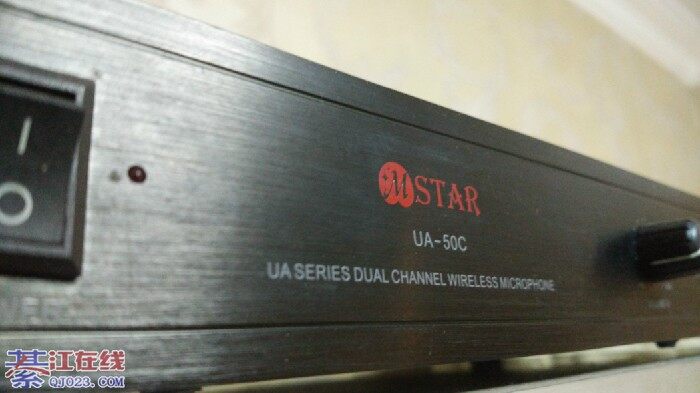 MSTAR
UA-50C
UA SERIES DUAL CHANNEL WIRELESS MICROPHONE
綦江在线
QJ023.COM